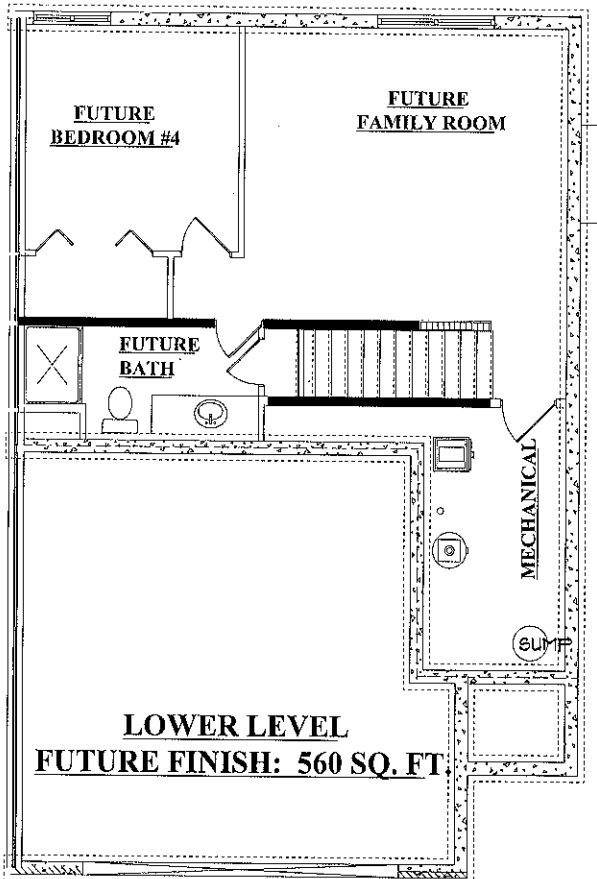 FUTURE
BEDROOM #4
FUTURE
FAMILY ROOM
FUTURE
BATH
MECHANICAL
SUMP
LOWER LEVEL
FUTURE FINISH: 560 SQ. FT.